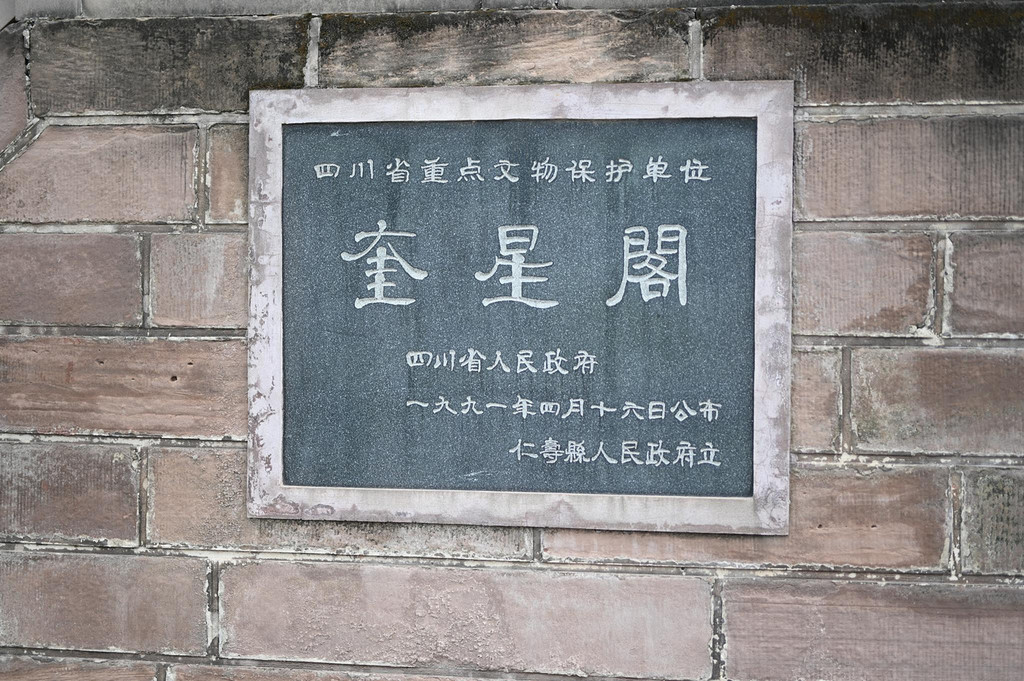 四川省重点文物保护单位
奎星閣
四川省人民政府
一九九一年四月十六日公布
仁壽縣人民政府立